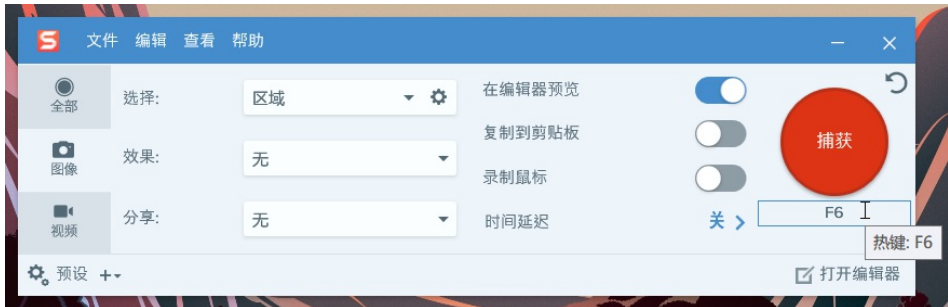 文件 编辑 查看 帮助
全部
图像
视频
选择: 区域
效果: 无
分享: 无
在编辑器预览
复制到剪贴板
录制鼠标
时间延迟 关
捕获
F6
热键: F6
预设
打开编辑器